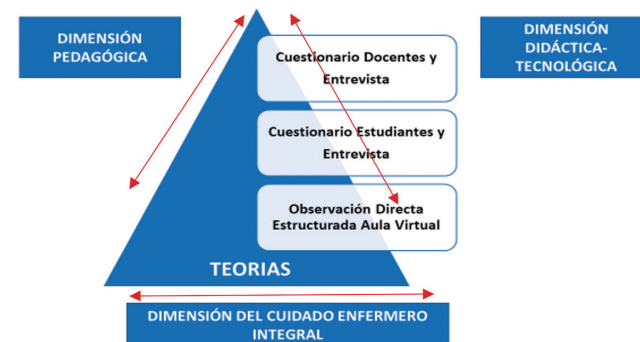 DIMENSIÓN
PEDAGÓGICA
DIMENSIÓN
DIDÁCTICA-
TECNOLÓGICA
Cuestionario Docentes y
Entrevista
Cuestionario Estudiantes y
Entrevista
Observación Directa
Estructurada Aula Virtual
TEORIAS
DIMENSIÓN DEL CUIDADO ENFERMERO
INTEGRAL